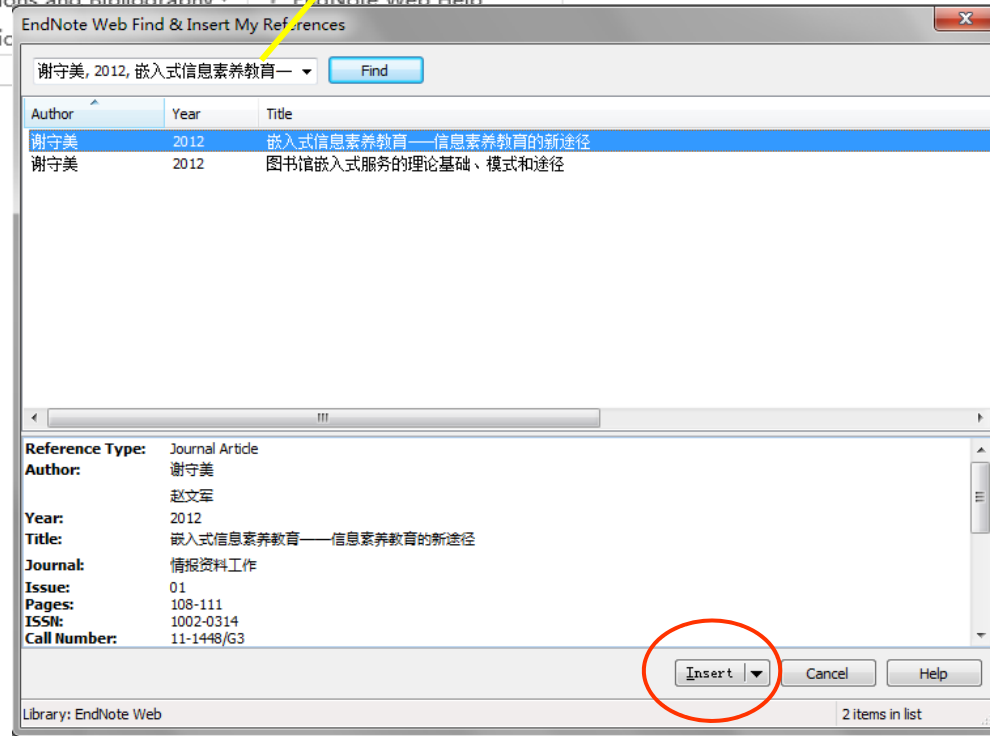 ons and Bibliography
EndNote Web Help
EndNote Web Find & Insert My References
谢守美, 2012, 嵌入式信息素养教育一
Find
Author Year Title
谢守美 2012 嵌入式信息素养教育——信息素养教育的新途径
谢守美 2012 图书馆嵌入式服务的理论基础、模式和途径
Reference Type: Journal Article
Author: 谢守美
赵文军
Year: 2012
Title: 嵌入式信息素养教育——信息素养教育的新途径
Journal: 情报资料工作
Issue: 01
Pages: 108-111
ISSN: 1002-0314
Call Number: 11-1448/G3
Insert Cancel Help
Library: EndNote Web 2 items in list